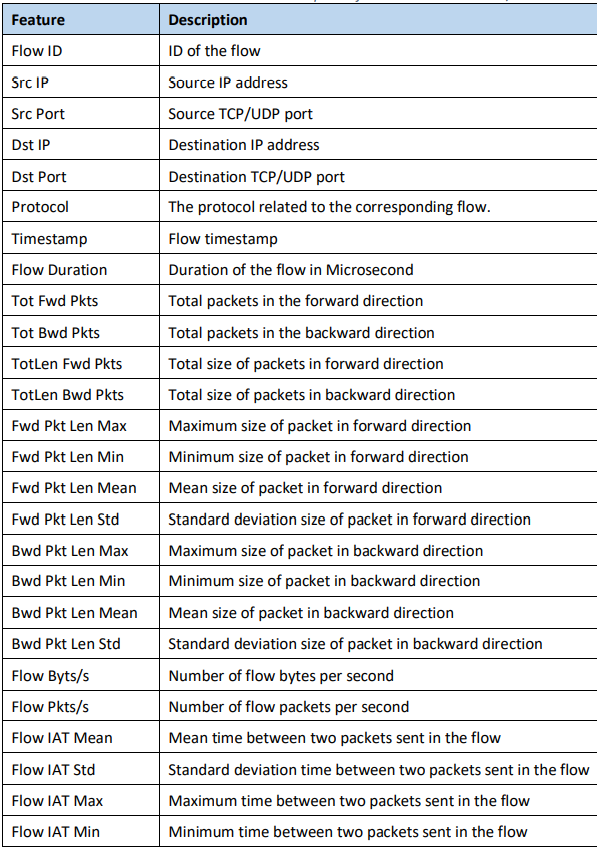 Feature Description
Flow ID ID of the flow
Src IP Source IP address
Src Port Source TCP/UDP port
Dst IP Destination IP address
Dst Port Destination TCP/UDP port
Protocol The protocol related to the corresponding flow.
Timestamp Flow timestamp
Flow Duration Duration of the flow in Microsecond
Tot Fwd Pkts Total packets in the forward direction
Tot Bwd Pkts Total packets in the backward direction
TotLen Fwd Pkts Total size of packets in forward direction
TotLen Bwd Pkts Total size of packets in backward direction
Fwd Pkt Len Max Maximum size of packet in forward direction
Fwd Pkt Len Min Minimum size of packet in forward direction
Fwd Pkt Len Mean Mean size of packet in forward direction
Fwd Pkt Len Std Standard deviation size of packet in forward direction
Bwd Pkt Len Max Maximum size of packet in backward direction
Bwd Pkt Len Min Minimum size of packet in backward direction
Bwd Pkt Len Mean Mean size of packet in backward direction
Bwd Pkt Len Std Standard deviation size of packet in backward direction
Flow Byts/s Number of flow bytes per second
Flow Pkts/s Number of flow packets per second
Flow IAT Mean Mean time between two packets sent in the flow
Flow IAT Std Standard deviation time between two packets sent in the flow
Flow IAT Max Maximum time between two packets sent in the flow
Flow IAT Min Minimum time between two packets sent in the flow